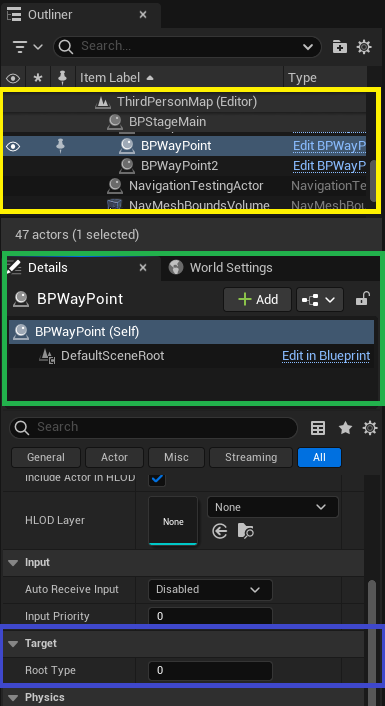 Outliner
Search...
Item Label Type
ThirdPersonMap (Editor)
BPStageMain
BPWayPoint Edit BPWayP
BPWayPoint2 Edit BPWayP
NavigationTestingActor NavigationTe
NavMeshBoundsVolume NavMeshBou
47 actors (1 selected)
Details World Settings
BPWayPoint + Add
BPWayPoint (Self)
DefaultSceneRoot Edit in Blueprint
Search
General Actor Misc Streaming All
Include Actor in HLOD
HLOD Layer None None
Input
Auto Receive Input Disabled
Input Priority 0
Target
Root Type 0
Physics